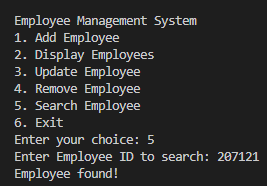 Employee Management System
1. Add Employee
2. Display Employees
3. Update Employee
4. Remove Employee
5. Search Employee
6. Exit
Enter your choice: 5
Enter Employee ID to search: 207121
Employee found!